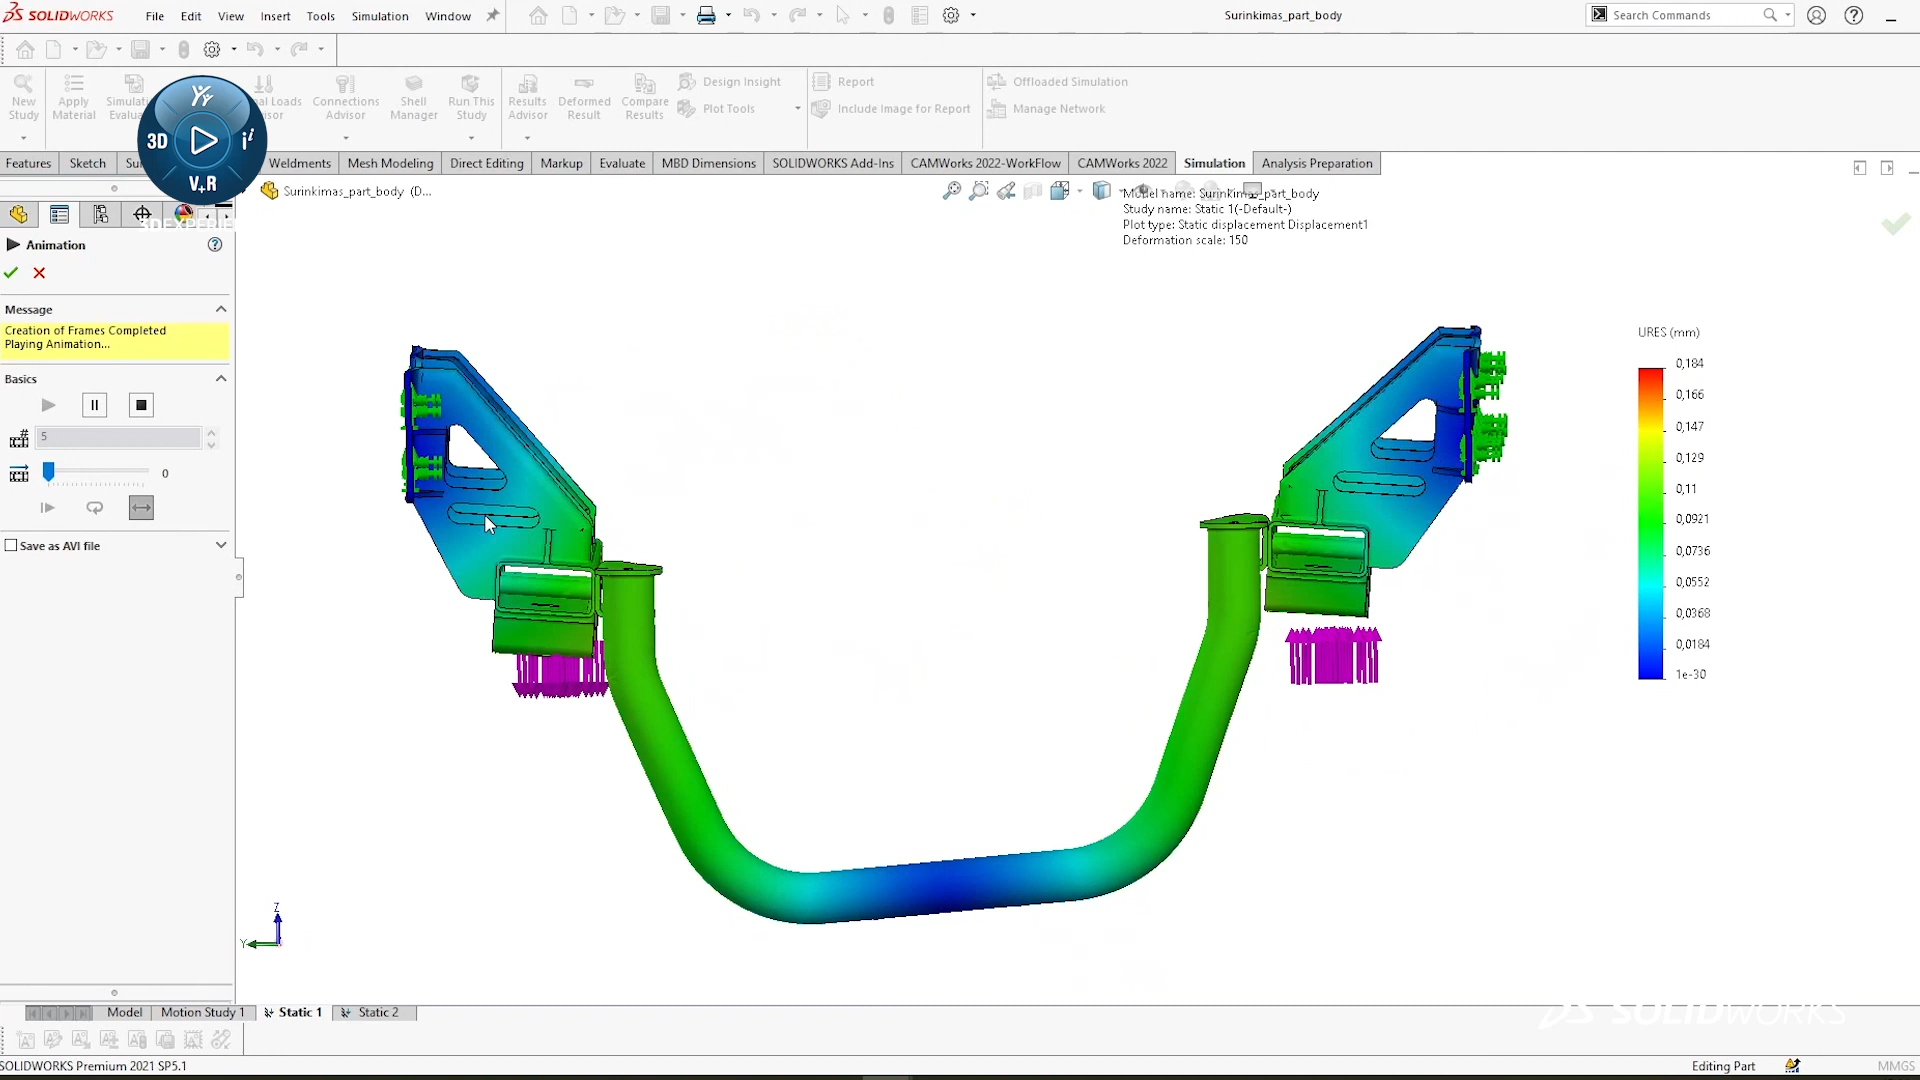 SOLIDWORKS
File Edit View Insert Tools Simulation Window
Surinkimas_part_body
Search Commands
New Study
Apply Material
Connections Advisor
Shell Manager
Run This Study
Results Advisor
Deformed Result
Compare Results
Design Insight
Plot Tools
Report
Include Image for Report
Offloaded Simulation
Manage Network
3D
V+R
Features Sketch Weldments Mesh Modeling Direct Editing Markup Evaluate MBD Dimensions SOLIDWORKS Add-Ins CAMWorks 2022-WorkFlow CAMWorks 2022 Simulation Analysis Preparation
Surinkimas_part_body (D...
Model name: Surinkimas_part_body
Study name: Static 1(-Default-)
Plot type: Static displacement Displacement1
Deformation scale: 150
Animation
Message
Creation of Frames Completed
Playing Animation...
Basics
5
0
Save as AVI file
URES (mm)
0,184
0,166
0,147
0,129
0,11
0,0921
0,0736
0,0552
0,0368
0,0184
1e-30
Z
Y
Model Motion Study 1 Static 1 Static 2
SOLIDWORKS
SOLIDWORKS Premium 2021 SP5.1
Editing Part
MMGS